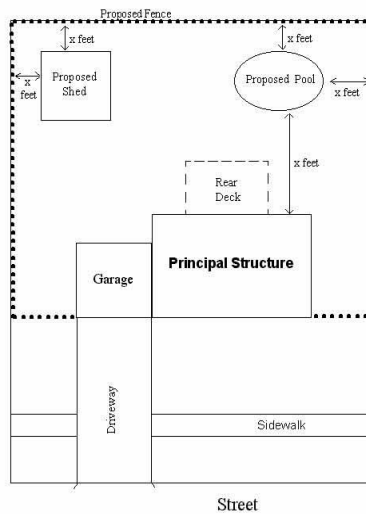 Proposed Fence
x feet
x feet
x
feet
Proposed
Shed
Proposed Pool
x
feet
x feet
Rear
Deck
Garage
Principal Structure
Driveway
Sidewalk
Street